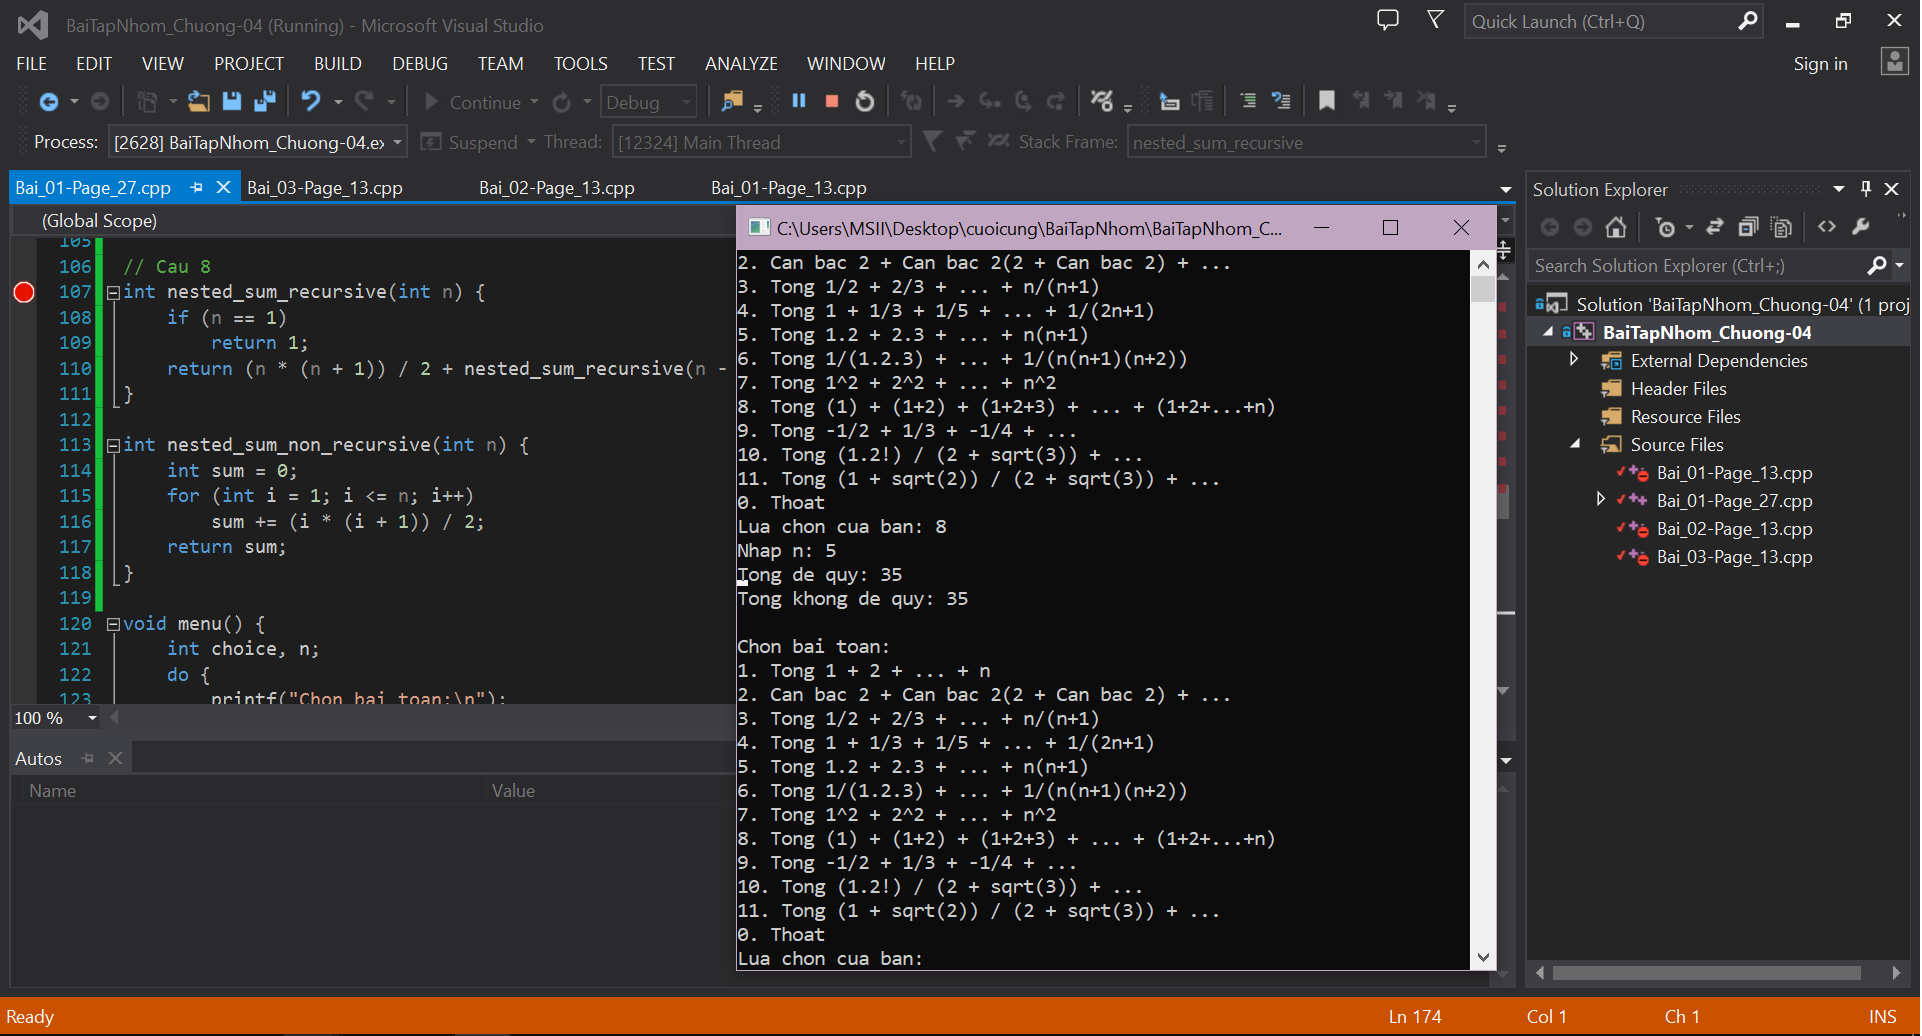 BaiTapNhom_Chuong-04 (Running) - Microsoft Visual Studio
Quick Launch (Ctrl+Q)
FILE EDIT VIEW PROJECT BUILD DEBUG TEAM TOOLS TEST ANALYZE WINDOW HELP
Sign in
Continue Debug
Process: [2628] BaiTapNhom_Chuong-04.ex Suspend Thread: [12324] Main Thread Stack Frame: nested_sum_recursive
Bai_01-Page_27.cpp Bai_03-Page_13.cpp Bai_02-Page_13.cpp Bai_01-Page_13.cpp
(Global Scope)
105
106 // Cau 8
107 int nested_sum_recursive(int n) {
108 if (n == 1)
109 return 1;
110 return (n * (n + 1)) / 2 + nested_sum_recursive(n -
111 }
112
113 int nested_sum_non_recursive(int n) {
114 int sum = 0;
115 for (int i = 1; i <= n; i++)
116 sum += (i * (i + 1)) / 2;
117 return sum;
118 }
119
120 void menu() {
121 int choice, n;
122 do {
123 printf("Chon bai toan:\n");
100 %
Autos
Name Value
C:\Users\MSII\Desktop\cuoicung\BaiTapNhom\BaiTapNhom_C...
2. Can bac 2 + Can bac 2(2 + Can bac 2) + ...
3. Tong 1/2 + 2/3 + ... + n/(n+1)
4. Tong 1 + 1/3 + 1/5 + ... + 1/(2n+1)
5. Tong 1.2 + 2.3 + ... + n(n+1)
6. Tong 1/(1.2.3) + ... + 1/(n(n+1)(n+2))
7. Tong 1^2 + 2^2 + ... + n^2
8. Tong (1) + (1+2) + (1+2+3) + ... + (1+2+...+n)
9. Tong -1/2 + 1/3 + -1/4 + ...
10. Tong (1.2!) / (2 + sqrt(3)) + ...
11. Tong (1 + sqrt(2)) / (2 + sqrt(3)) + ...
0. Thoat
Lua chon cua ban: 8
Nhap n: 5
Tong de quy: 35
Tong khong de quy: 35
Chon bai toan:
1. Tong 1 + 2 + ... + n
2. Can bac 2 + Can bac 2(2 + Can bac 2) + ...
3. Tong 1/2 + 2/3 + ... + n/(n+1)
4. Tong 1 + 1/3 + 1/5 + ... + 1/(2n+1)
5. Tong 1.2 + 2.3 + ... + n(n+1)
6. Tong 1/(1.2.3) + ... + 1/(n(n+1)(n+2))
7. Tong 1^2 + 2^2 + ... + n^2
8. Tong (1) + (1+2) + (1+2+3) + ... + (1+2+...+n)
9. Tong -1/2 + 1/3 + -1/4 + ...
10. Tong (1.2!) / (2 + sqrt(3)) + ...
11. Tong (1 + sqrt(2)) / (2 + sqrt(3)) + ...
0. Thoat
Lua chon cua ban:
Solution Explorer
Search Solution Explorer (Ctrl+;)
Solution 'BaiTapNhom_Chuong-04' (1 proj
BaiTapNhom_Chuong-04
External Dependencies
Header Files
Resource Files
Source Files
Bai_01-Page_13.cpp
Bai_01-Page_27.cpp
Bai_02-Page_13.cpp
Bai_03-Page_13.cpp
Ready Ln 174 Col 1 Ch 1 INS